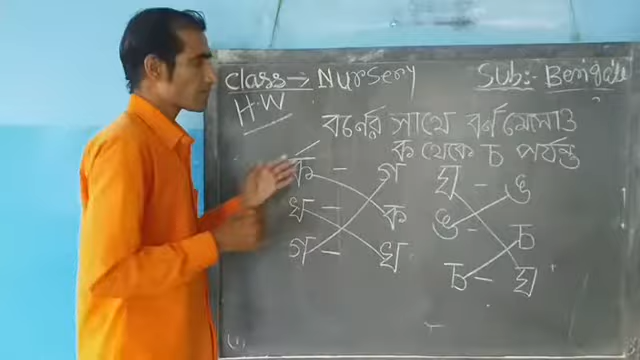 Class → Nursery Sub:- Bengali
H.W
বর্নের সাথে বর্ন মেলাও
ক থেকে চ পর্যন্ত
ক – গ ঘ – ঙ
খ – ক ঙ – চ
গ – খ চ – ঘ